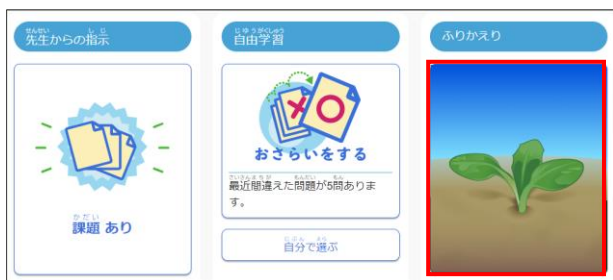 先生からの指示
課題 あり
自由学習
おさらいをする
最近間違えた問題が5問ありま
す。
自分で選ぶ
ふりかえり